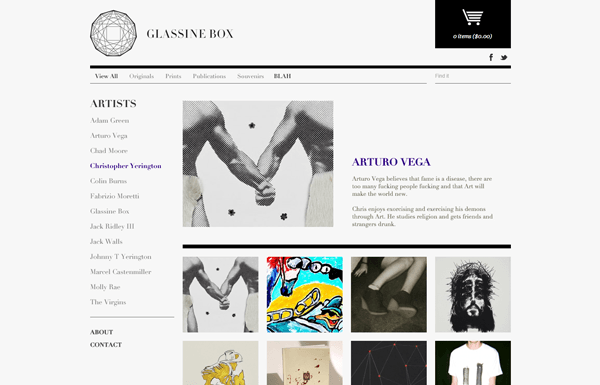 GLASSINE BOX
0 items ($0.00)
View All Originals Prints Publications Souvenirs BLAH
Find it
ARTISTS
Adam Green
Arturo Vega
Chad Moore
Christopher Yerington
Colin Burns
Fabrizio Moretti
Glassine Box
Jack Ridley III
Jack Walls
Johnny T Yerington
Marcel Castenmiller
Molly Rae
The Virgins
ABOUT
CONTACT
ARTURO VEGA
Arturo Vega believes that fame is a disease, there are
too many fucking people fucking and that Art will
make the world new.
Chris enjoys exorcising and exercising his demons
through Art. He studies religion and gets friends and
strangers drunk.